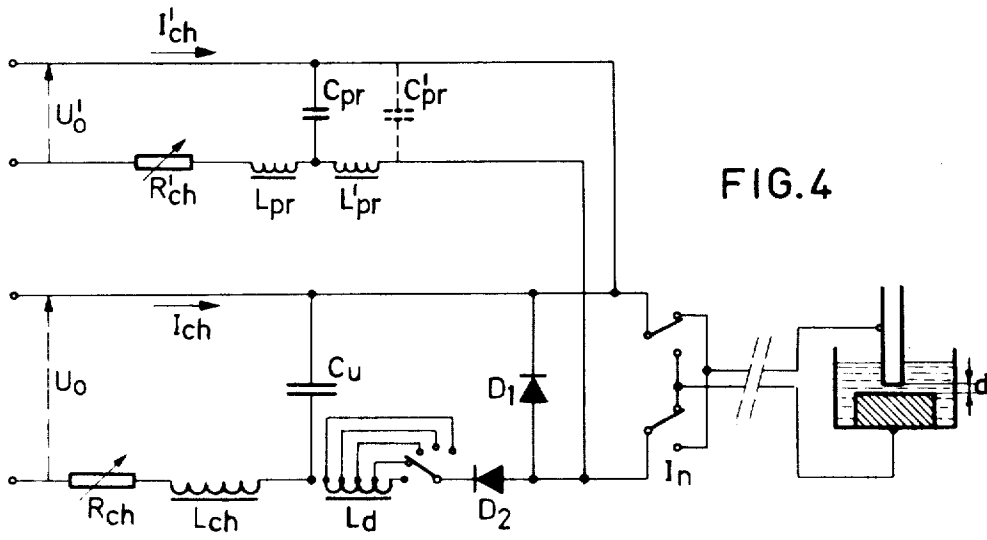 I'ch
Cpr
C'pr
U'o
R'ch
Lpr
L'pr
FIG.4
Ich
Uo
Cu
D1
d
Rch
Lch
Ld
D2
In